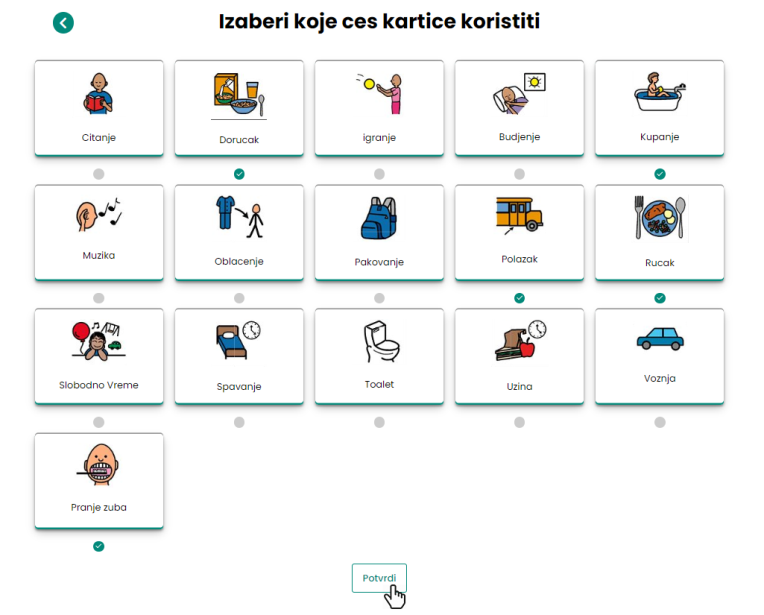 Izaberi koje ces kartice koristiti
Citanje
Dorucak
igranje
Budjenje
Kupanje
Muzika
Oblacenje
Pakovanje
Polazak
Rucak
Slobodno Vreme
Spavanje
Toalet
Uzina
Voznja
Pranje zuba
Potvrdi